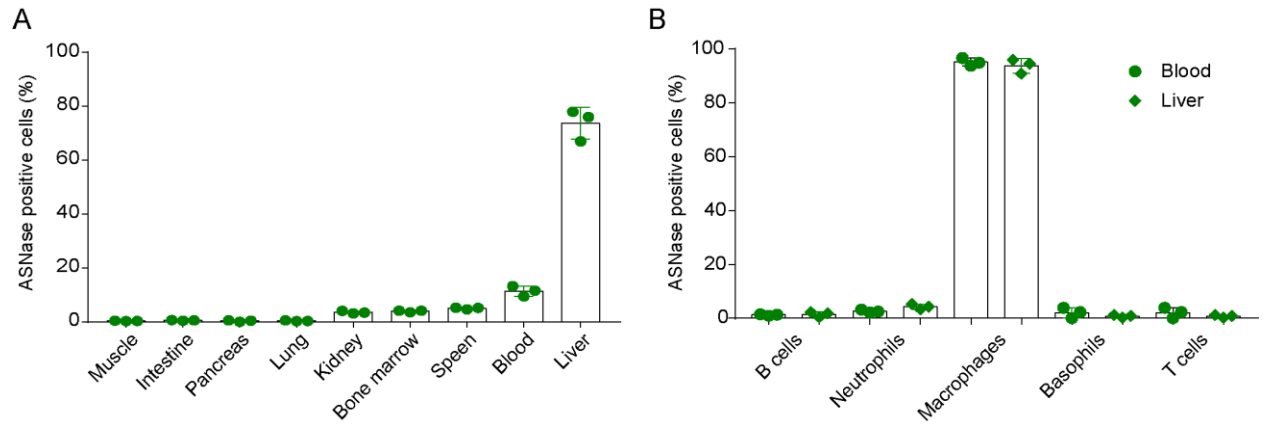 A
ASNase positive cells (%)
100
80
60
40
20
0
Muscle
Intestine
Pancreas
Lung
Kidney
Bone marrow
Speen
Blood
Liver
B
ASNase positive cells (%)
100
80
60
40
20
0
B cells
Neutrophils
Macrophages
Basophils
T cells
Blood
Liver